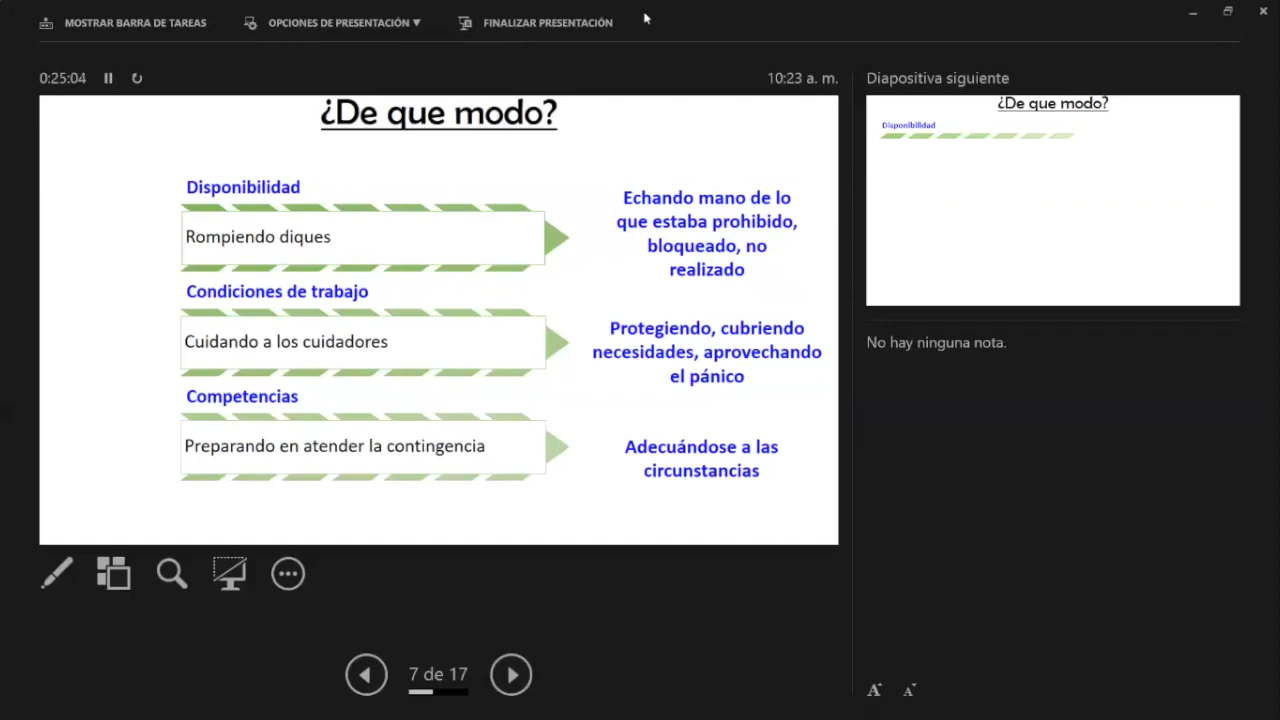 MOSTRAR BARRA DE TAREAS
OPCIONES DE PRESENTACIÓN ▼
FINALIZAR PRESENTACIÓN
0:25:04
10:23 a. m.
¿De que modo?
Disponibilidad
Rompiendo diques
Echando mano de lo
que estaba prohibido,
bloqueado, no
realizado
Condiciones de trabajo
Cuidando a los cuidadores
Protegiendo, cubriendo
necesidades, aprovechando
el pánico
Competencias
Preparando en atender la contingencia
Adecuándose a las
circunstancias
7 de 17
Diapositiva siguiente
¿De que modo?
Disponibilidad
No hay ninguna nota.
A
A